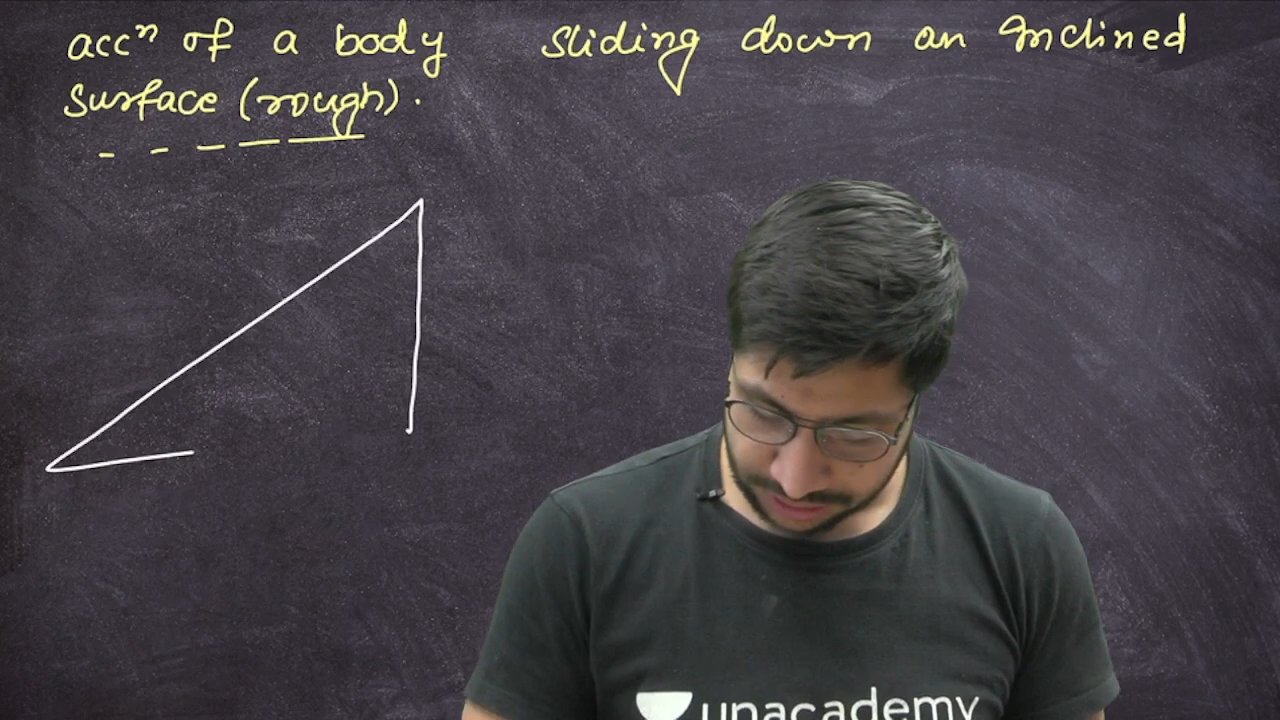 accⁿ of a body sliding down an Inclined
surface (rough).
unacademy